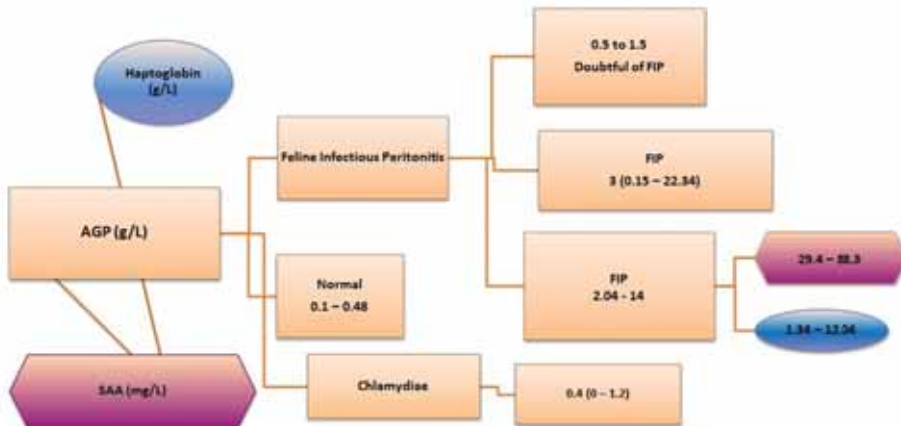 Haptoglobin
(g/L)
AGP (g/L)
SAA (mg/L)
Feline Infectious Peritonitis
Normal
0.1 – 0.48
Chlamydiae
0.5 to 1.5
Doubtful of FIP
FIP
3 (0.15 – 22.34)
FIP
2.04 - 14
29.4 – 88.3
1.34 – 12.04
0.4 (0 – 1.2)